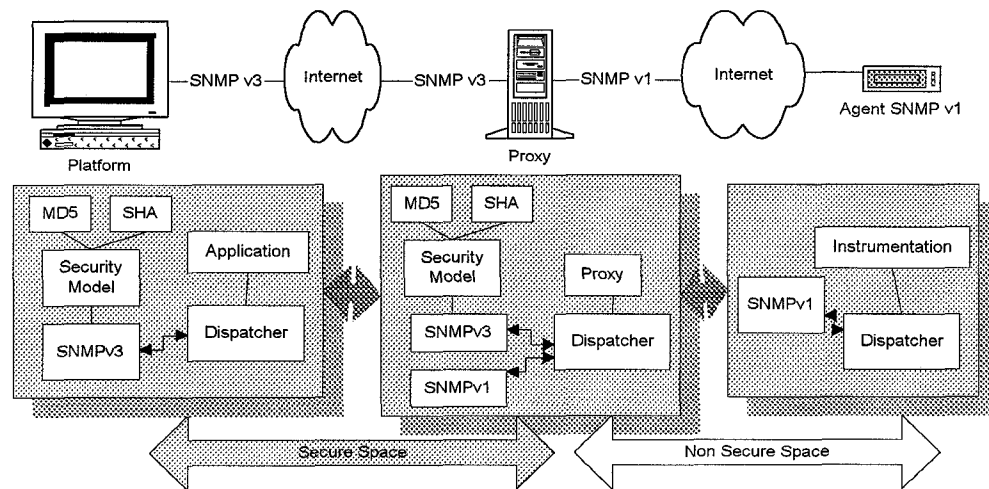 SNMP v3
Internet
SNMP v3
SNMP v1
Internet
Agent SNMP v1
Platform
Proxy
MD5
SHA
Security
Model
SNMPv3
Application
Dispatcher
MD5
SHA
Security
Model
SNMPv3
SNMPv1
Proxy
Dispatcher
SNMPv1
Instrumentation
Dispatcher
Secure Space
Non Secure Space